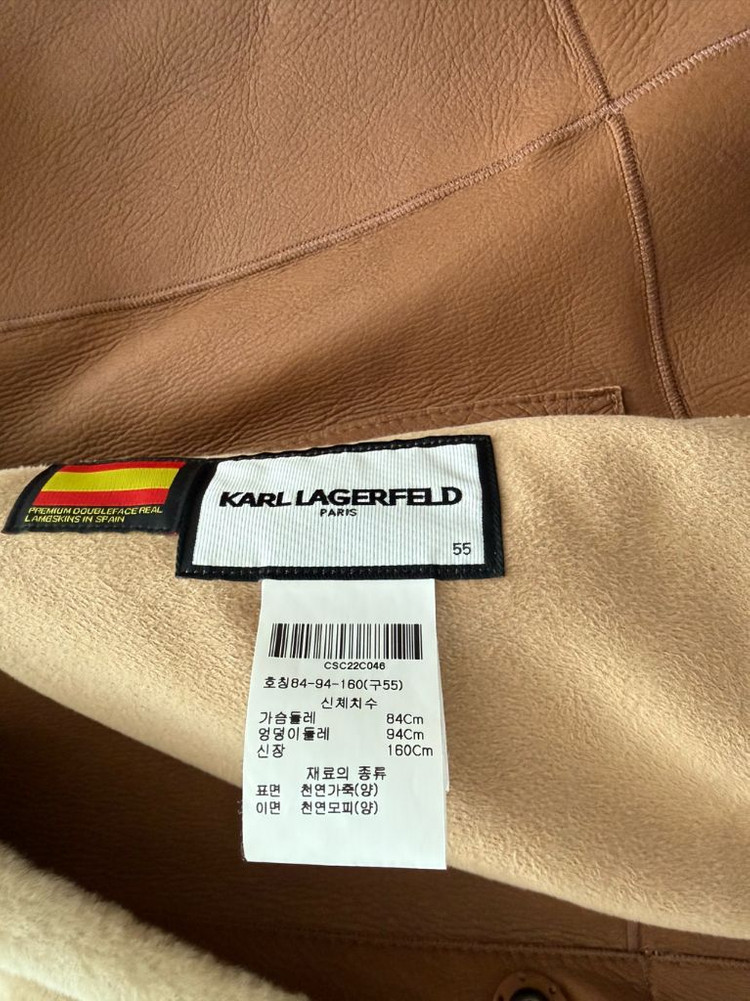 PREMIUM DOUBLEFACE REAL
LAMBSKINS IN SPAIN
KARL LAGERFELD
PARIS
55
CSC22C046
호칭84-94-160(구55)
신체치수
가슴둘레 84Cm
엉덩이둘레 94Cm
신장 160Cm
재료의 종류
표면 천연가죽(양)
이면 천연모피(양)